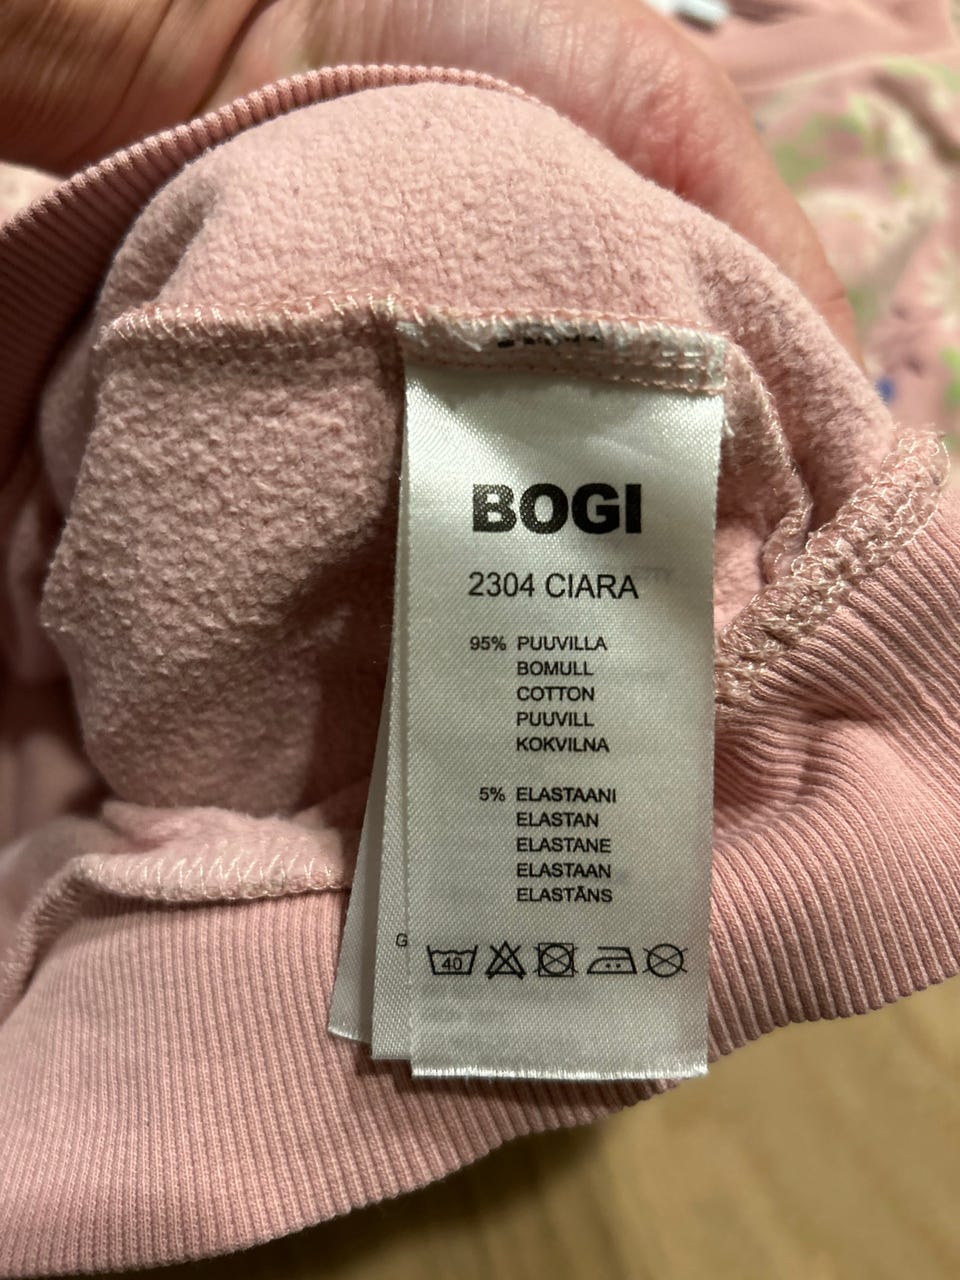 BOGI
2304 CIARA
95% PUUVILLA
BOMULL
COTTON
PUUVILL
KOKVILNA
5% ELASTAANI
ELASTAN
ELASTANE
ELASTAAN
ELASTĀNS
G
40